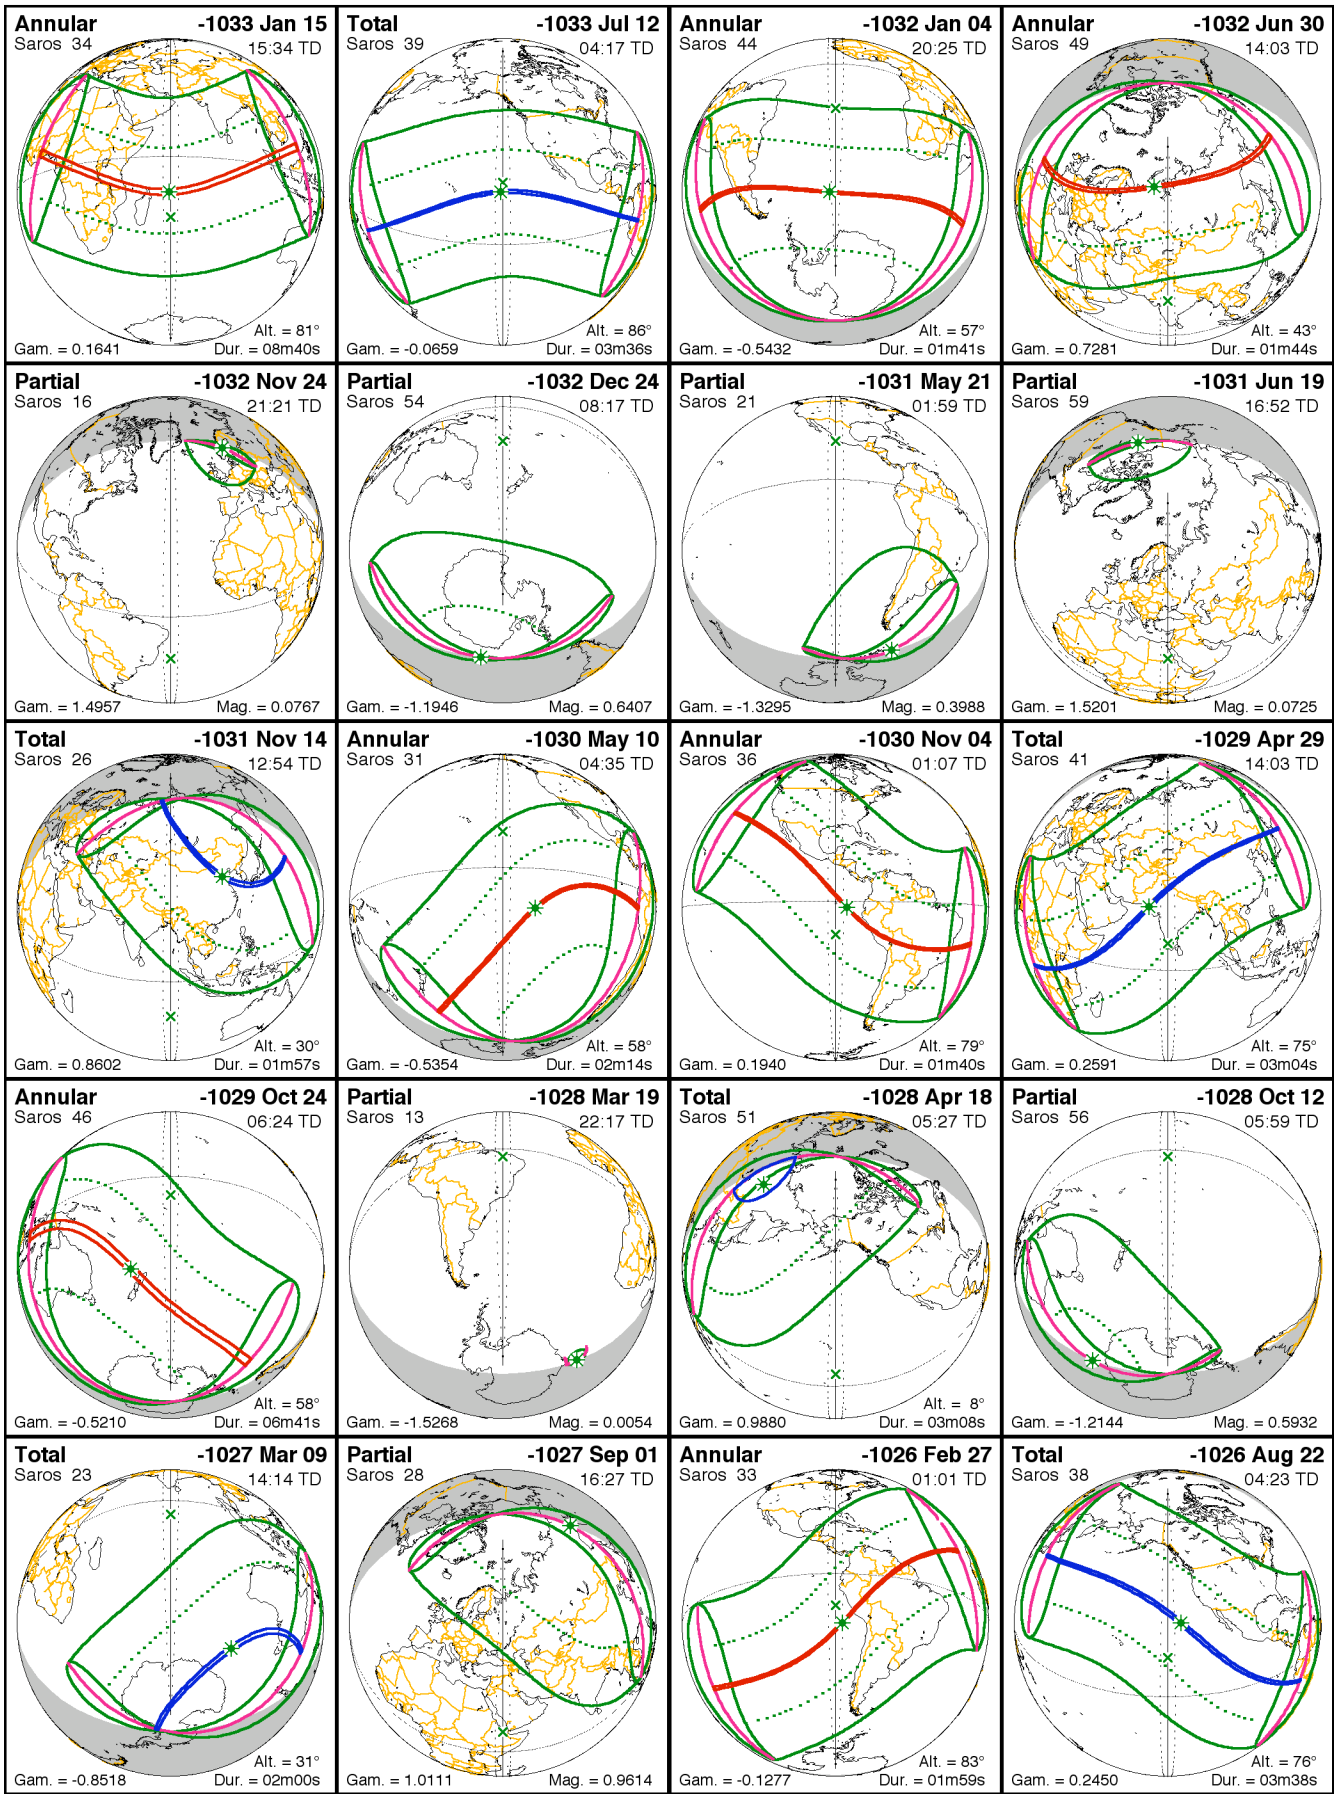 Annular -1033 Jan 15
Saros 34 15:34 TD
Alt. = 81°
Gam. = 0.1641 Dur. = 08m40s
Total -1033 Jul 12
Saros 39 04:17 TD
Alt. = 86°
Gam. = -0.0659 Dur. = 03m36s
Annular -1032 Jan 04
Saros 44 20:25 TD
Alt. = 57°
Gam. = -0.5432 Dur. = 01m41s
Annular -1032 Jun 30
Saros 49 14:03 TD
Alt. = 43°
Gam. = 0.7281 Dur. = 01m44s
Partial -1032 Nov 24
Saros 16 21:21 TD
Gam. = 1.4957 Mag. = 0.0767
Partial -1032 Dec 24
Saros 54 08:17 TD
Gam. = -1.1946 Mag. = 0.6407
Partial -1031 May 21
Saros 21 01:59 TD
Gam. = -1.3295 Mag. = 0.3988
Partial -1031 Jun 19
Saros 59 16:52 TD
Gam. = 1.5201 Mag. = 0.0725
Total -1031 Nov 14
Saros 26 12:54 TD
Alt. = 30°
Gam. = 0.8602 Dur. = 01m57s
Annular -1030 May 10
Saros 31 04:35 TD
Alt. = 58°
Gam. = -0.5354 Dur. = 02m14s
Annular -1030 Nov 04
Saros 36 01:07 TD
Alt. = 79°
Gam. = 0.1940 Dur. = 01m40s
Total -1029 Apr 29
Saros 41 14:03 TD
Alt. = 75°
Gam. = 0.2591 Dur. = 03m04s
Annular -1029 Oct 24
Saros 46 06:24 TD
Alt. = 58°
Gam. = -0.5210 Dur. = 06m41s
Partial -1028 Mar 19
Saros 13 22:17 TD
Gam. = -1.5268 Mag. = 0.0054
Total -1028 Apr 18
Saros 51 05:27 TD
Alt. = 8°
Gam. = 0.9880 Dur. = 03m08s
Partial -1028 Oct 12
Saros 56 05:59 TD
Gam. = -1.2144 Mag. = 0.5932
Total -1027 Mar 09
Saros 23 14:14 TD
Alt. = 31°
Gam. = -0.8518 Dur. = 02m00s
Partial -1027 Sep 01
Saros 28 16:27 TD
Gam. = 1.0111 Mag. = 0.9614
Annular -1026 Feb 27
Saros 33 01:01 TD
Alt. = 83°
Gam. = -0.1277 Dur. = 01m59s
Total -1026 Aug 22
Saros 38 04:23 TD
Alt. = 76°
Gam. = 0.2450 Dur. = 03m38s